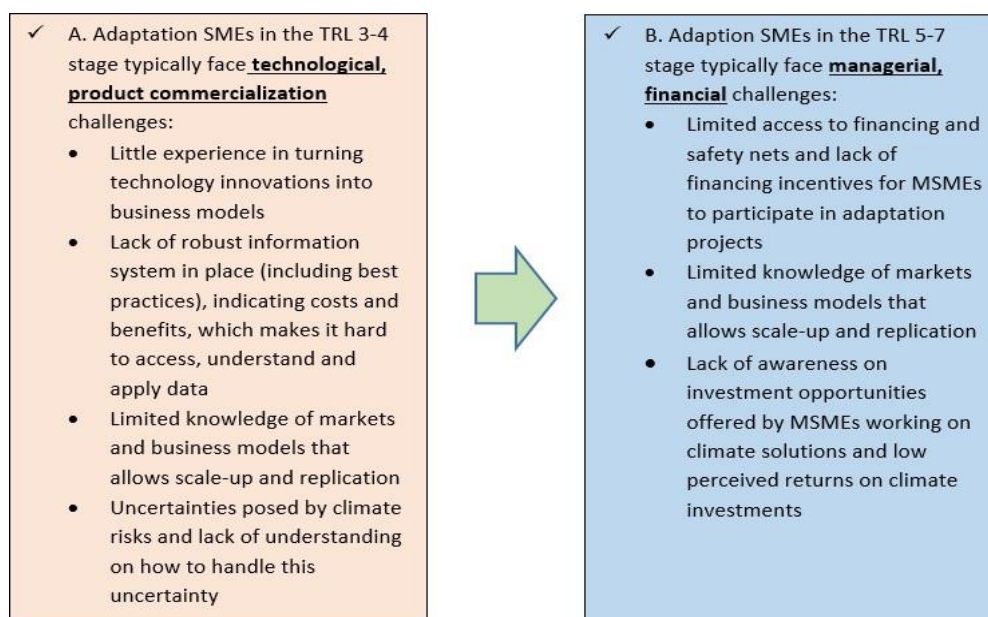 ✓ A. Adaptation SMEs in the TRL 3-4
stage typically face technological,
product commercialization
challenges:
• Little experience in turning
technology innovations into
business models
• Lack of robust information
system in place (including best
practices), indicating costs and
benefits, which makes it hard
to access, understand and
apply data
• Limited knowledge of markets
and business models that
allows scale-up and replication
• Uncertainties posed by climate
risks and lack of understanding
on how to handle this
uncertainty
✓ B. Adaption SMEs in the TRL 5-7
stage typically face managerial,
financial challenges:
• Limited access to financing and
safety nets and lack of
financing incentives for MSMEs
to participate in adaptation
projects
• Limited knowledge of markets
and business models that
allows scale-up and replication
• Lack of awareness on
investment opportunities
offered by MSMEs working on
climate solutions and low
perceived returns on climate
investments